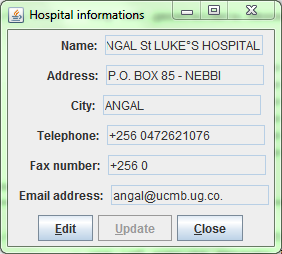 Hospital informations
Name: NGAL St LUKE°S HOSPITAL
Address: P.O. BOX 85 - NEBBI
City: ANGAL
Telephone: +256 0472621076
Fax number: +256 0
Email address: angal@ucmb.ug.co.
Edit Update Close